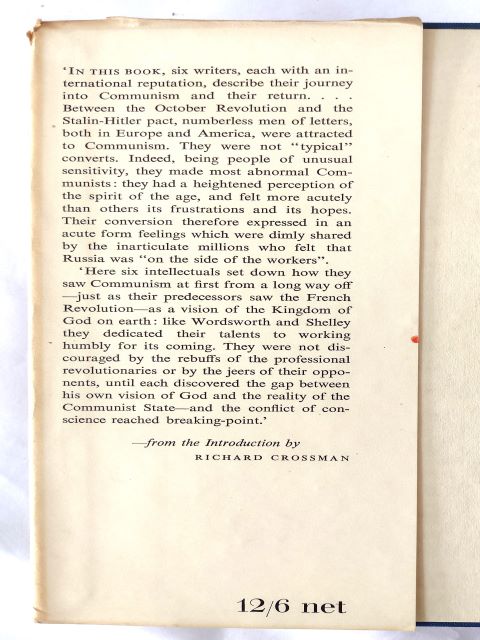 ‘IN THIS BOOK, six writers, each with an in-
ternational reputation, describe their journey
into Communism and their return. . . .
Between the October Revolution and the
Stalin-Hitler pact, numberless men of letters,
both in Europe and America, were attracted
to Communism. They were not “typical”
converts. Indeed, being people of unusual
sensitivity, they made most abnormal Com-
munists: they had a heightened perception of
the spirit of the age, and felt more acutely
than others its frustrations and its hopes.
Their conversion therefore expressed in an
acute form feelings which were dimly shared
by the inarticulate millions who felt that
Russia was “on the side of the workers”.
‘Here six intellectuals set down how they
saw Communism at first from a long way off
—just as their predecessors saw the French
Revolution—as a vision of the Kingdom of
God on earth: like Wordsworth and Shelley
they dedicated their talents to working
humbly for its coming. They were not dis-
couraged by the rebuffs of the professional
revolutionaries or by the jeers of their oppo-
nents, until each discovered the gap between
his own vision of God and the reality of the
Communist State—and the conflict of con-
science reached breaking-point.’
—from the Introduction by
RICHARD CROSSMAN
12/6 net